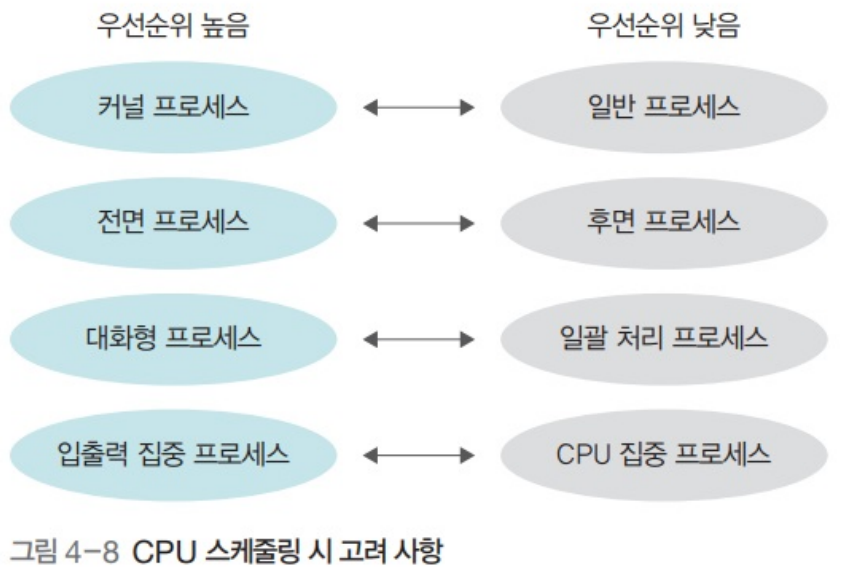 우선순위 높음 우선순위 낮음
커널 프로세스 일반 프로세스
전면 프로세스 후면 프로세스
대화형 프로세스 일괄 처리 프로세스
입출력 집중 프로세스 CPU 집중 프로세스
그림 4-8 CPU 스케줄링 시 고려 사항